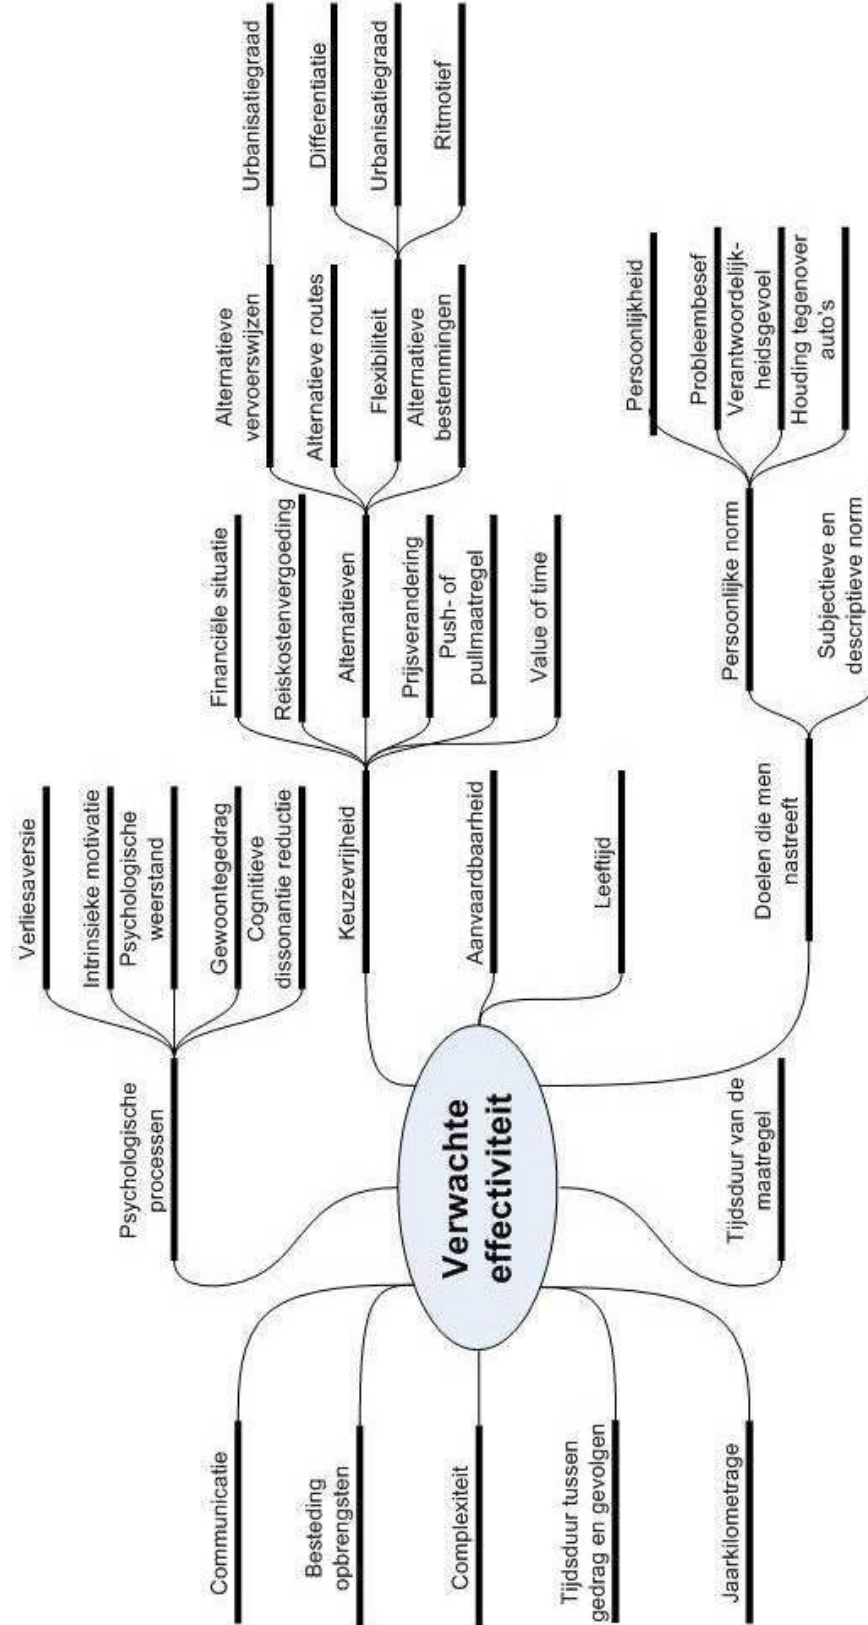 Verwachte
effectiviteit
Communicatie
Besteding
opbrengsten
Complexiteit
Tijdsduur tussen
gedrag en gevolgen
Jaarkilometrage
Psychologische
processen
Verliesaversie
Intrinsieke motivatie
Psychologische
weerstand
Gewoontegedrag
Cognitieve
dissonantie reductie
Keuzevrijheid
Financiële situatie
Reiskostenvergoeding
Alternatieven
Alternatieve
vervoerswijzen
Urbanisatiegraad
Alternatieve routes
Flexibiliteit
Differentiatie
Urbanisatiegraad
Ritmotief
Alternatieve
bestemmingen
Prijsverandering
Push- of
pullmaatregel
Value of time
Aanvaardbaarheid
Leeftijd
Doelen die men
nastreeft
Persoonlijke norm
Persoonlijkheid
Probleembesef
Verantwoordelijk-
heidsgevoel
Houding tegenover
auto's
Subjectieve en
descriptieve norm
Tijdsduur van de
maatregel